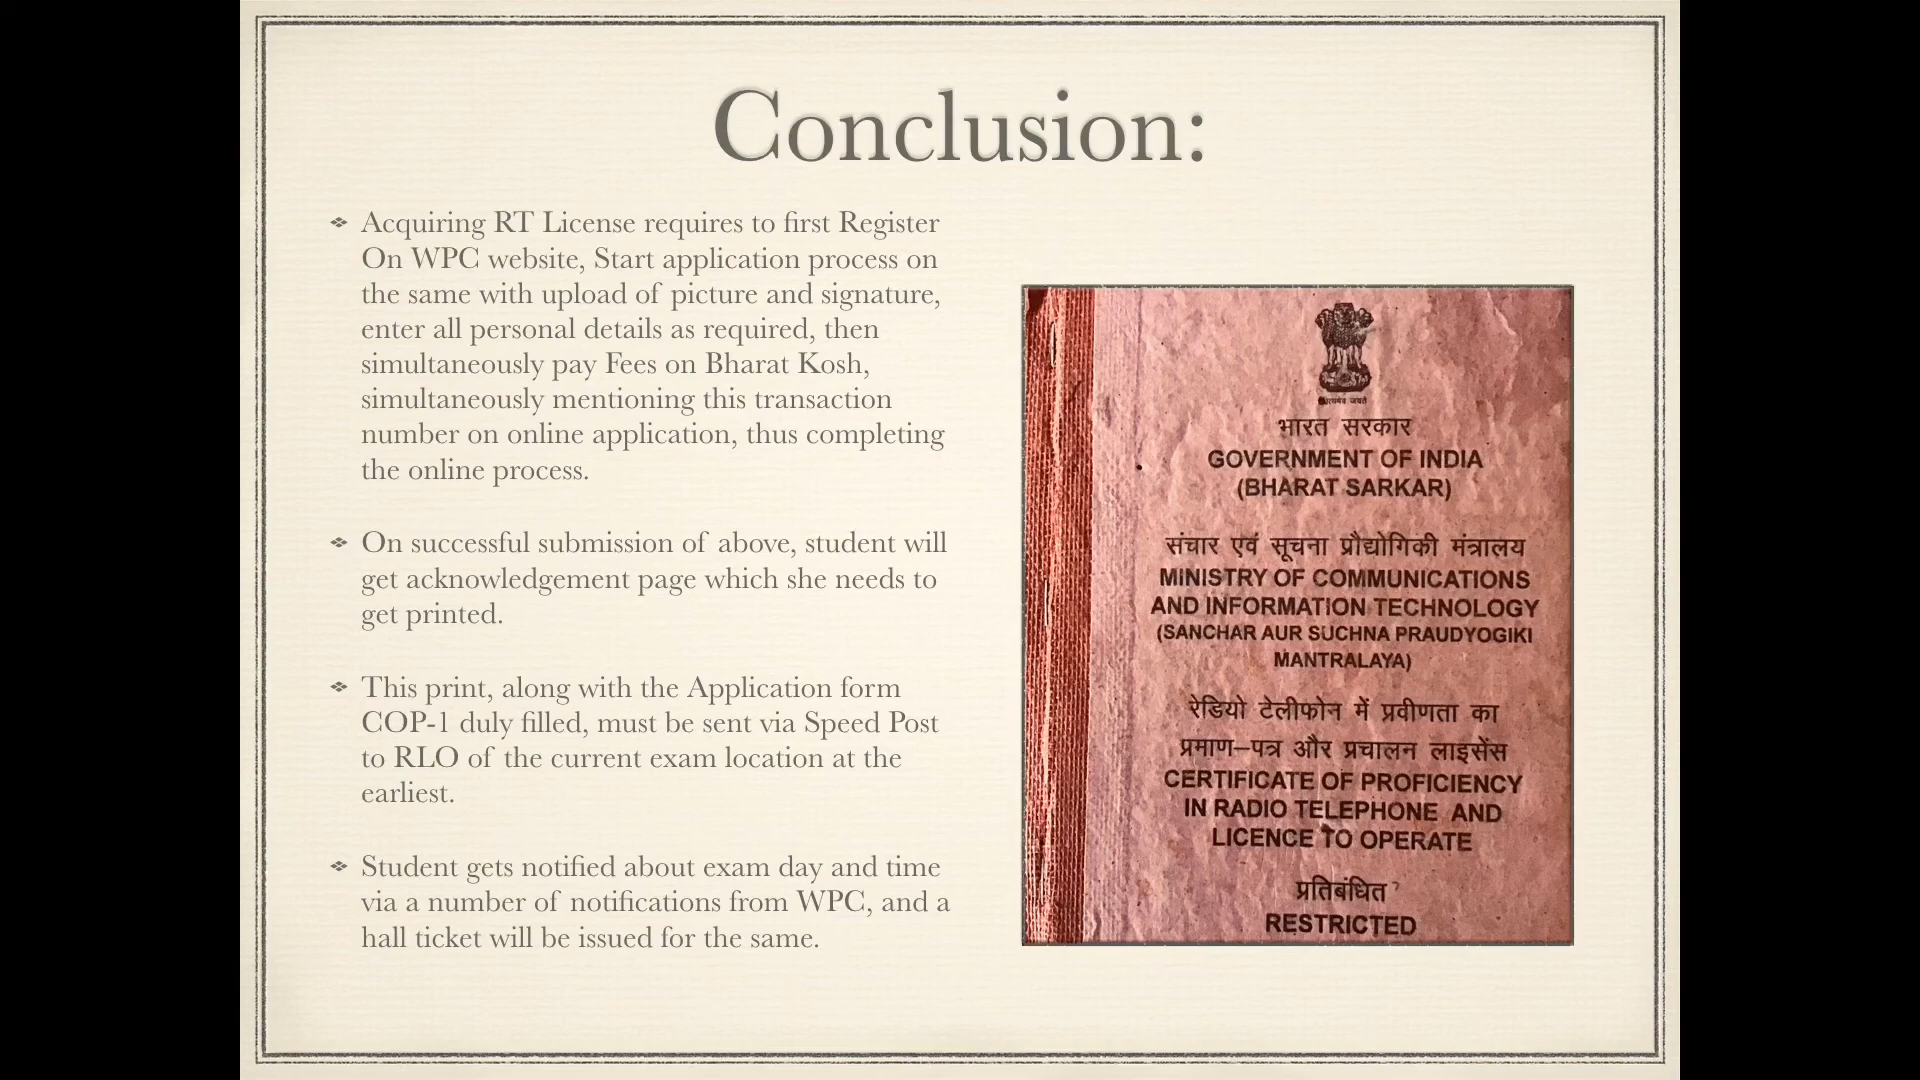 Conclusion:
Acquiring RT License requires to first Register
On WPC website, Start application process on
the same with upload of picture and signature,
enter all personal details as required, then
simultaneously pay Fees on Bharat Kosh,
simultaneously mentioning this transaction
number on online application, thus completing
the online process.
On successful submission of above, student will
get acknowledgement page which she needs to
get printed.
This print, along with the Application form
COP-1 duly filled, must be sent via Speed Post
to RLO of the current exam location at the
earliest.
Student gets notified about exam day and time
via a number of notifications from WPC, and a
hall ticket will be issued for the same.
सत्यमेव जयते
भारत सरकार
GOVERNMENT OF INDIA
(BHARAT SARKAR)
संचार एवं सूचना प्रौद्योगिकी मंत्रालय
MINISTRY OF COMMUNICATIONS
AND INFORMATION TECHNOLOGY
(SANCHAR AUR SUCHNA PRAUDYOGIKI
MANTRALAYA)
रेडियो टेलीफोन में प्रवीणता का
प्रमाण–पत्र और प्रचालन लाइसेंस
CERTIFICATE OF PROFICIENCY
IN RADIO TELEPHONE AND
LICENCE TO OPERATE
प्रतिबंधित
RESTRICTED